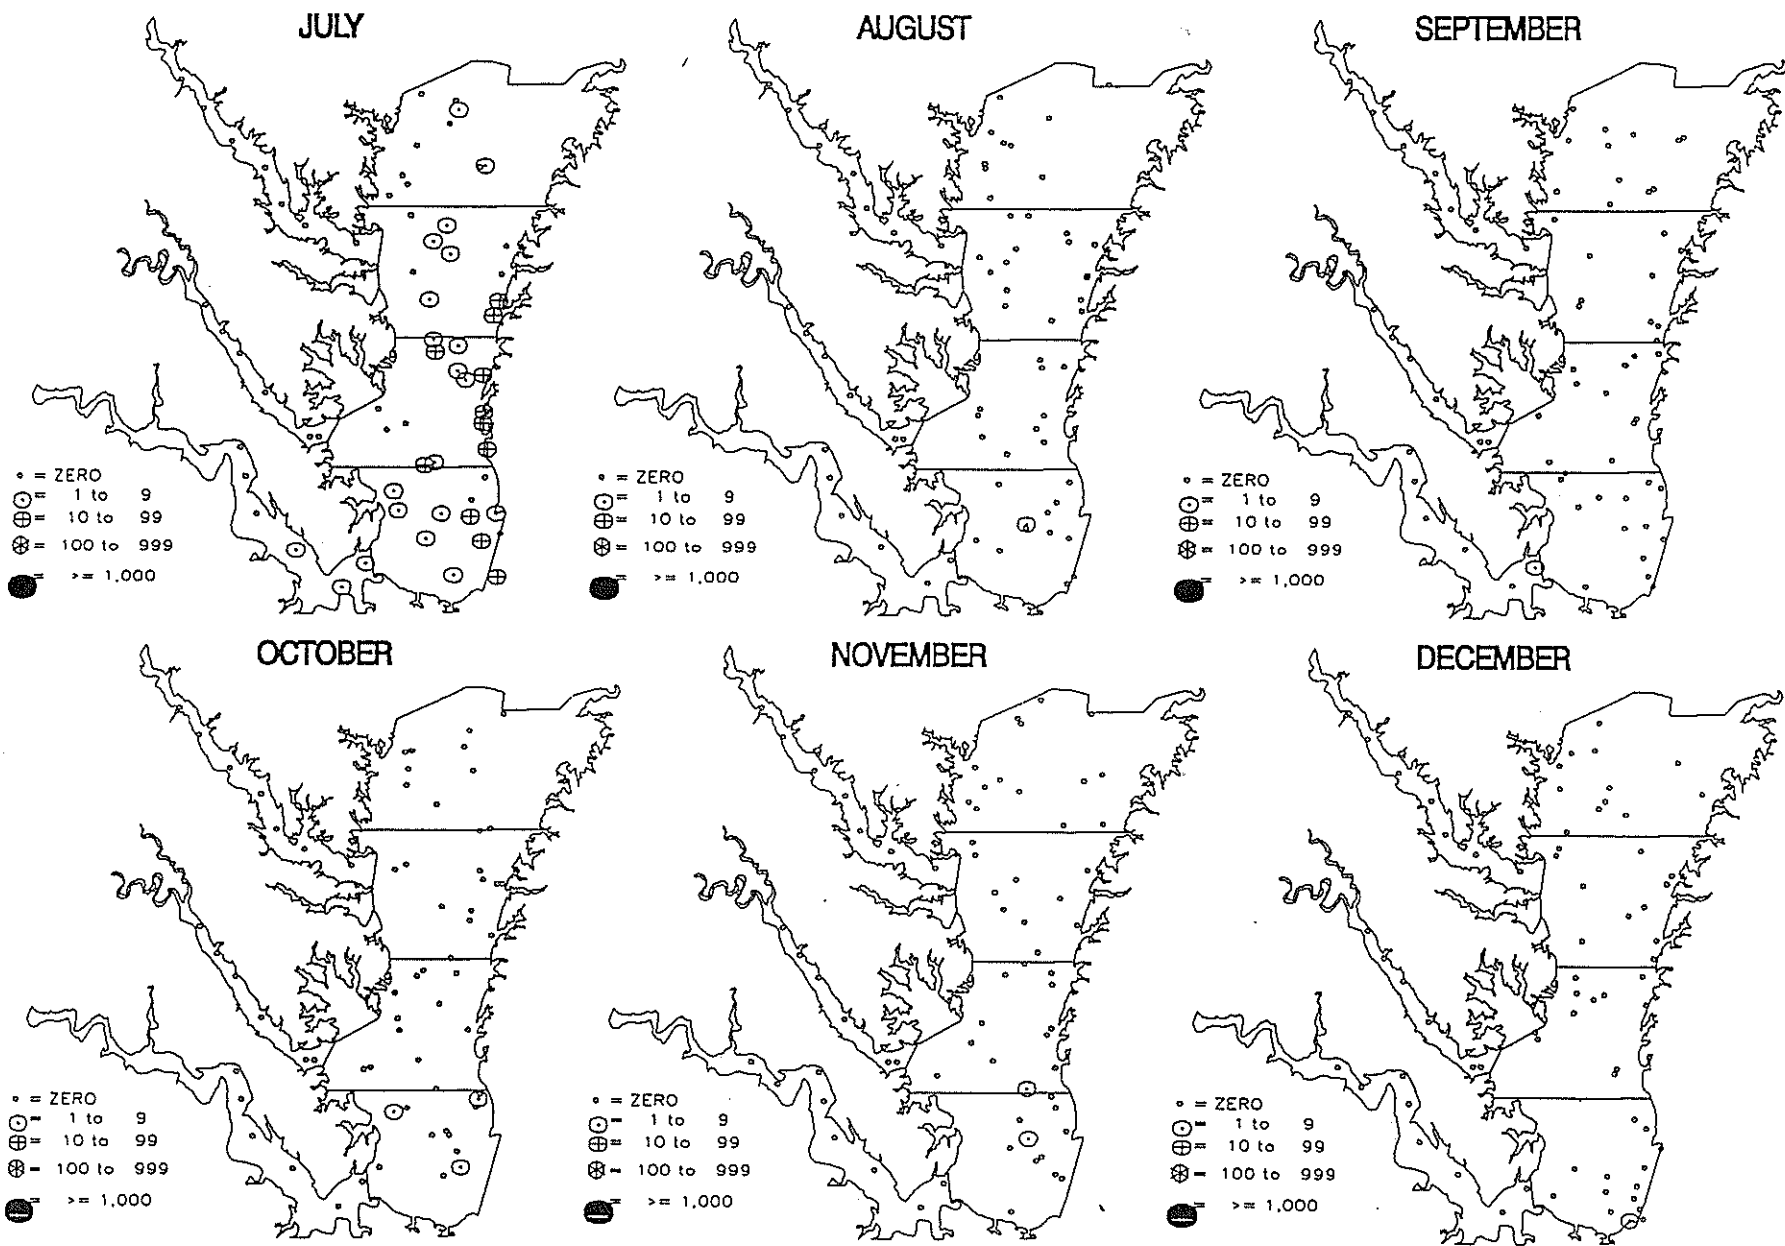 JULY
° = ZERO
= 1 to 9
= 10 to 99
= 100 to 999
= >= 1,000
AUGUST
° = ZERO
= 1 to 9
= 10 to 99
= 100 to 999
= >= 1,000
SEPTEMBER
° = ZERO
= 1 to 9
= 10 to 99
= 100 to 999
= >= 1,000
OCTOBER
° = ZERO
= 1 to 9
= 10 to 99
= 100 to 999
= >= 1,000
NOVEMBER
° = ZERO
= 1 to 9
= 10 to 99
= 100 to 999
= >= 1,000
DECEMBER
° = ZERO
= 1 to 9
= 10 to 99
= 100 to 999
= >= 1,000